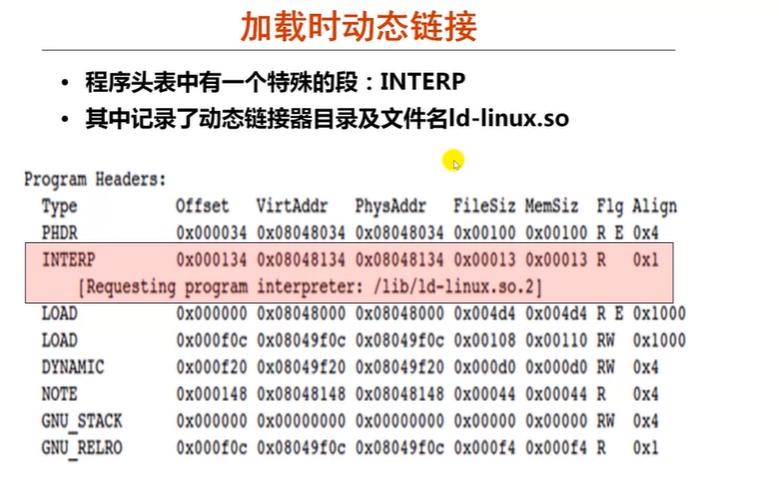 加载时动态链接
• 程序头表中有一个特殊的段：INTERP
• 其中记录了动态链接器目录及文件名ld-linux.so
Program Headers:
Type Offset VirtAddr PhysAddr FileSiz MemSiz Flg Align
PHDR 0x000034 0x08048034 0x08048034 0x00100 0x00100 R E 0x4
INTERP 0x000134 0x08048134 0x08048134 0x00013 0x00013 R 0x1
[Requesting program interpreter: /lib/ld-linux.so.2]
LOAD 0x000000 0x08048000 0x08048000 0x004d4 0x004d4 R E 0x1000
LOAD 0x000f0c 0x08049f0c 0x08049f0c 0x00108 0x00110 RW 0x1000
DYNAMIC 0x000f20 0x08049f20 0x08049f20 0x000d0 0x000d0 RW 0x4
NOTE 0x000148 0x08048148 0x08048148 0x00044 0x00044 R 0x4
GNU_STACK 0x000000 0x00000000 0x00000000 0x00000 0x00000 RW 0x4
GNU_RELRO 0x000f0c 0x08049f0c 0x08049f0c 0x000f4 0x000f4 R 0x1